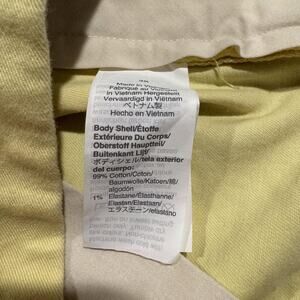 Made in Vietnam
Fabriqué au Vietnam
in Vietnam Hergestellt
Vervaardigd in Vietnam
ベトナム製
Hecho en Vietnam
Body Shell/Étoffe
Extérieure Du Corps/
Oberstoff Hauptteil/
Buitenkant Lijf/
ボディシェル/tela exterior
del cuerpo:
99% Cotton/Coton/
Baumwolle/Katoen/綿/
algodón
1% Elastane/Élasthanne/
Elastan/Elastaan/
エラステーン/elastano